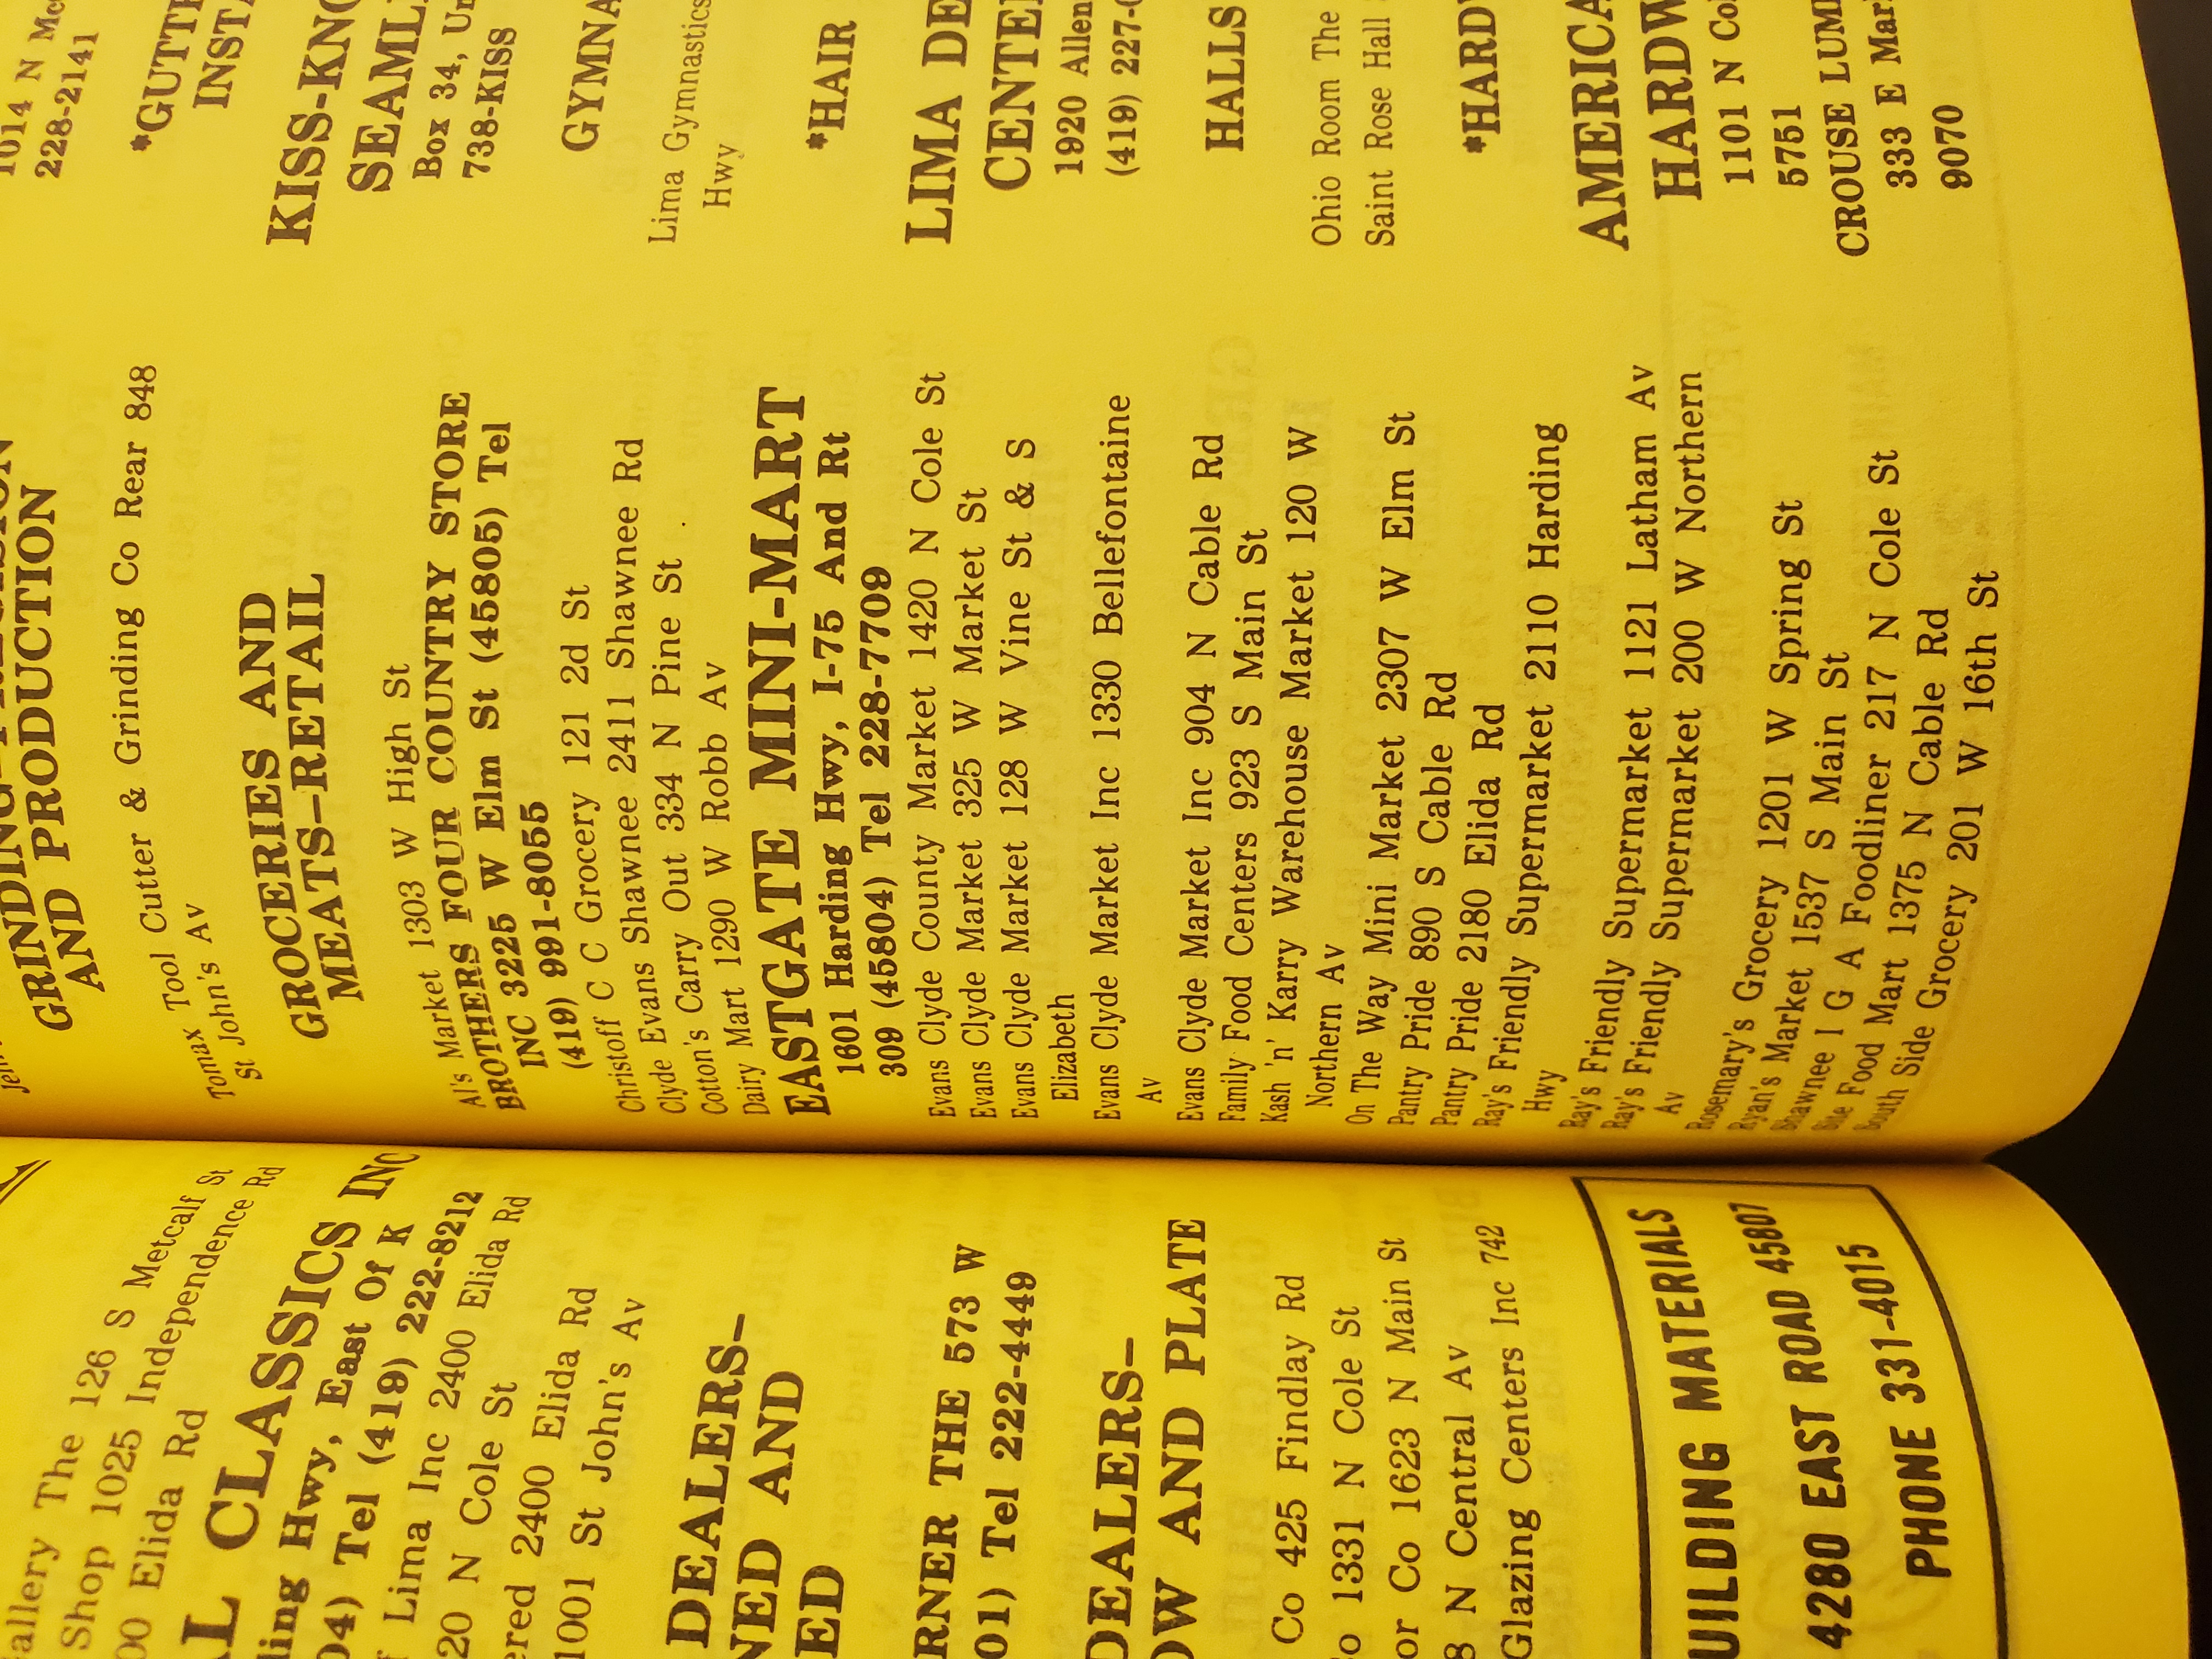 allery The 126 S Metcalf St
Shop 1025 Independence Rd
00 Elida Rd
CLASSICS INC
ling Hwy, East Of K
04) Tel (419) 222-8212
Lima Inc 2400 Elida Rd
20 N Cole St
ered 2400 Elida Rd
1001 St John's Av
DEALERS–
NED AND
ED
RNER THE 573 W
01) Tel 222-4449
DEALERS–
OW AND PLATE
Co 425 Findlay Rd
Co 1331 N Cole St
or Co 1623 N Main St
8 N Central Av
Glazing Centers Inc 742
UILDING MATERIALS
4280 EAST ROAD 45807
PHONE 331-4015
GRINDING–PRECISION
AND PRODUCTION
Tomax Tool Cutter & Grinding Co Rear 848
St John's Av
GROCERIES AND
MEATS–RETAIL
Al's Market 1303 W High St
BROTHERS FOUR COUNTRY STORE
INC 3225 W Elm St (45805) Tel
(419) 991-8055
Christoff C C Grocery 121 2d St
Clyde Evans Shawnee 2411 Shawnee Rd
Cotton's Carry Out 334 N Pine St
Dairy Mart 1290 W Robb Av
EASTGATE MINI-MART
1601 Harding Hwy, I-75 And Rt
309 (45804) Tel 228-7709
Evans Clyde County Market 1420 N Cole St
Evans Clyde Market 325 W Market St
Evans Clyde Market 128 W Vine St & S
Elizabeth
Evans Clyde Market Inc 1330 Bellefontaine
Av
Evans Clyde Market Inc 904 N Cable Rd
Family Food Centers 923 S Main St
Kash 'n' Karry Warehouse Market 120 W
Northern Av
On The Way Mini Market 2307 W Elm St
Pantry Pride 890 S Cable Rd
Pantry Pride 2180 Elida Rd
Ray's Friendly Supermarket 2110 Harding
Hwy
Ray's Friendly Supermarket 1121 Latham Av
Ray's Friendly Supermarket 200 W Northern
Av
Rosemary's Grocery 1201 W Spring St
Ryan's Market 1537 S Main St
Shawnee I G A Foodliner 217 N Cole St
Food Mart 1375 N Cable Rd
South Side Grocery 201 W 16th St
1014 N Mc
228-2141
*GUTTE
INSTA
KISS-KNO
SEAML
Box 34, Un
738-KISS
GYMNA
Lima Gymnastics
Hwy
*HAIR
LIMA DE
CENTE
1920 Allen
(419) 227-0
HALLS
Ohio Room The
Saint Rose Hall
*HARDW
AMERICA
HARDW
1101 N Col
5751
CROUSE LUM
333 E Mar
9070